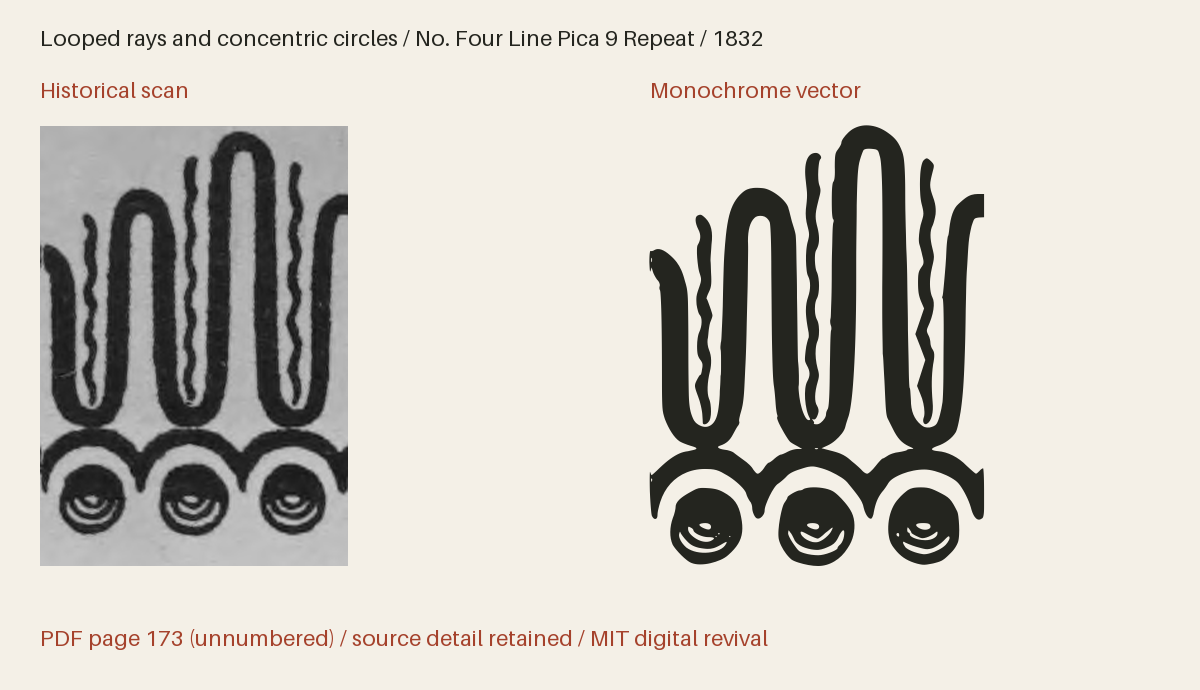 Looped rays and concentric circles / No. Four Line Pica 9 Repeat / 1832
Historical scan
Monochrome vector
PDF page 173 (unnumbered) / source detail retained / MIT digital revival